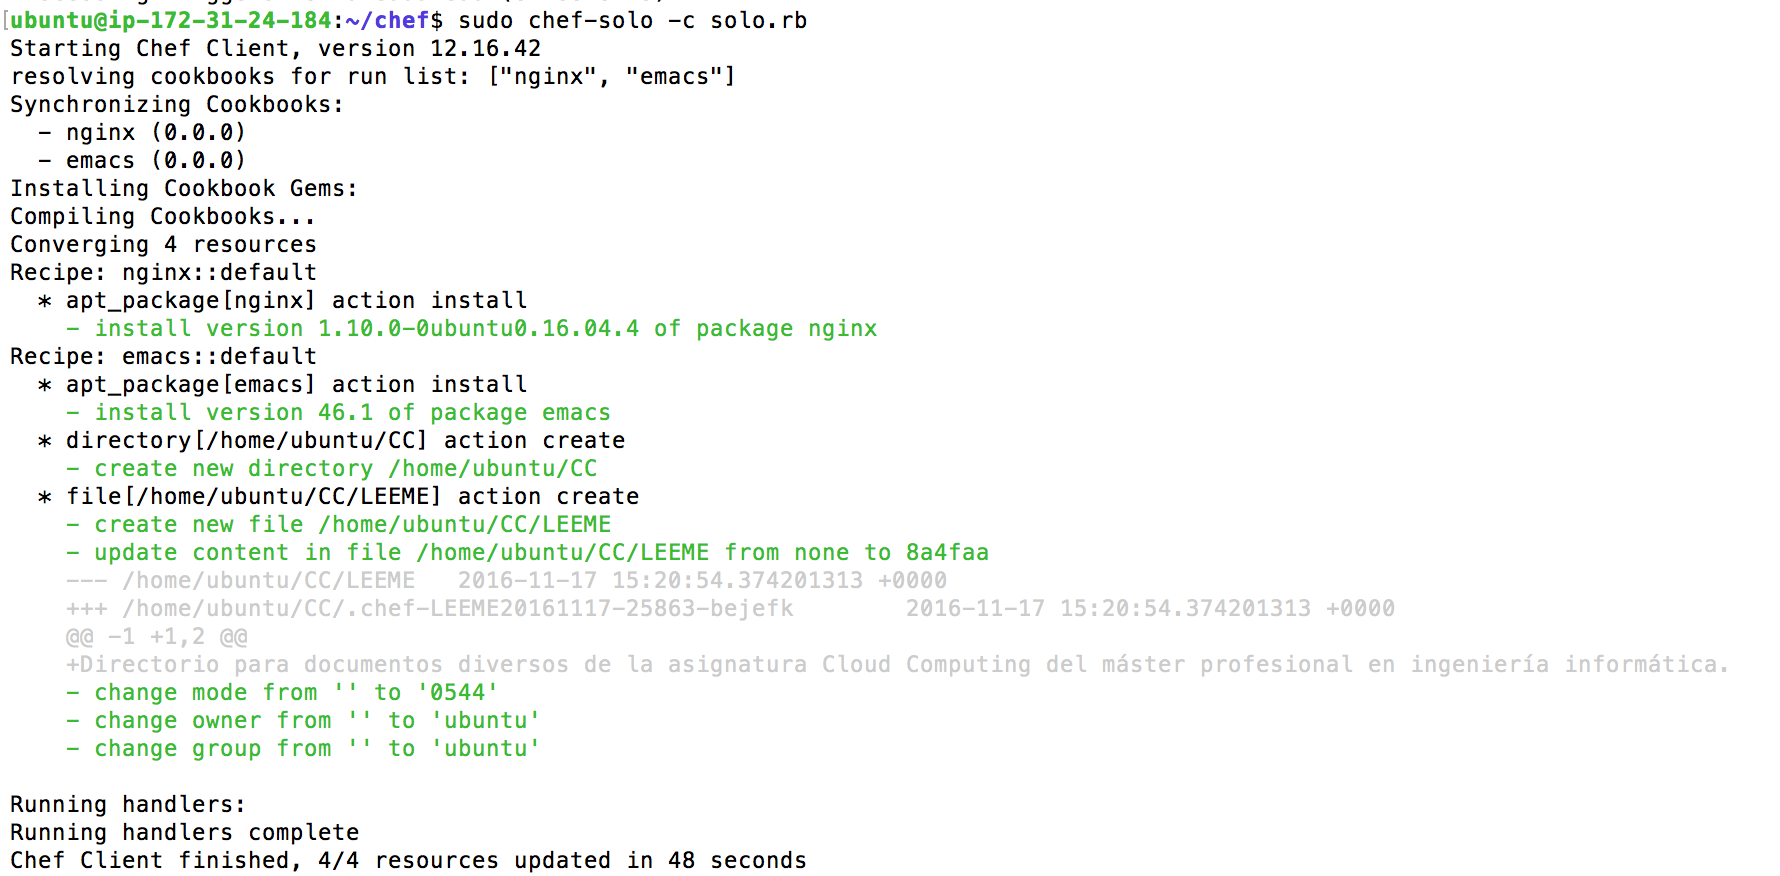 [ubuntu@ip-172-31-24-184:~/chef$ sudo chef-solo -c solo.rb
Starting Chef Client, version 12.16.42
resolving cookbooks for run list: ["nginx", "emacs"]
Synchronizing Cookbooks:
  - nginx (0.0.0)
  - emacs (0.0.0)
Installing Cookbook Gems:
Compiling Cookbooks...
Converging 4 resources
Recipe: nginx::default
  * apt_package[nginx] action install
    - install version 1.10.0-0ubuntu0.16.04.4 of package nginx
Recipe: emacs::default
  * apt_package[emacs] action install
    - install version 46.1 of package emacs
  * directory[/home/ubuntu/CC] action create
    - create new directory /home/ubuntu/CC
  * file[/home/ubuntu/CC/LEEME] action create
    - create new file /home/ubuntu/CC/LEEME
    - update content in file /home/ubuntu/CC/LEEME from none to 8a4faa
    --- /home/ubuntu/CC/LEEME   2016-11-17 15:20:54.374201313 +0000
    +++ /home/ubuntu/CC/.chef-LEEME20161117-25863-bejefk        2016-11-17 15:20:54.374201313 +0000
    @@ -1 +1,2 @@
    +Directorio para documentos diversos de la asignatura Cloud Computing del máster profesional en ingeniería informática.
    - change mode from '' to '0544'
    - change owner from '' to 'ubuntu'
    - change group from '' to 'ubuntu'
Running handlers:
Running handlers complete
Chef Client finished, 4/4 resources updated in 48 seconds